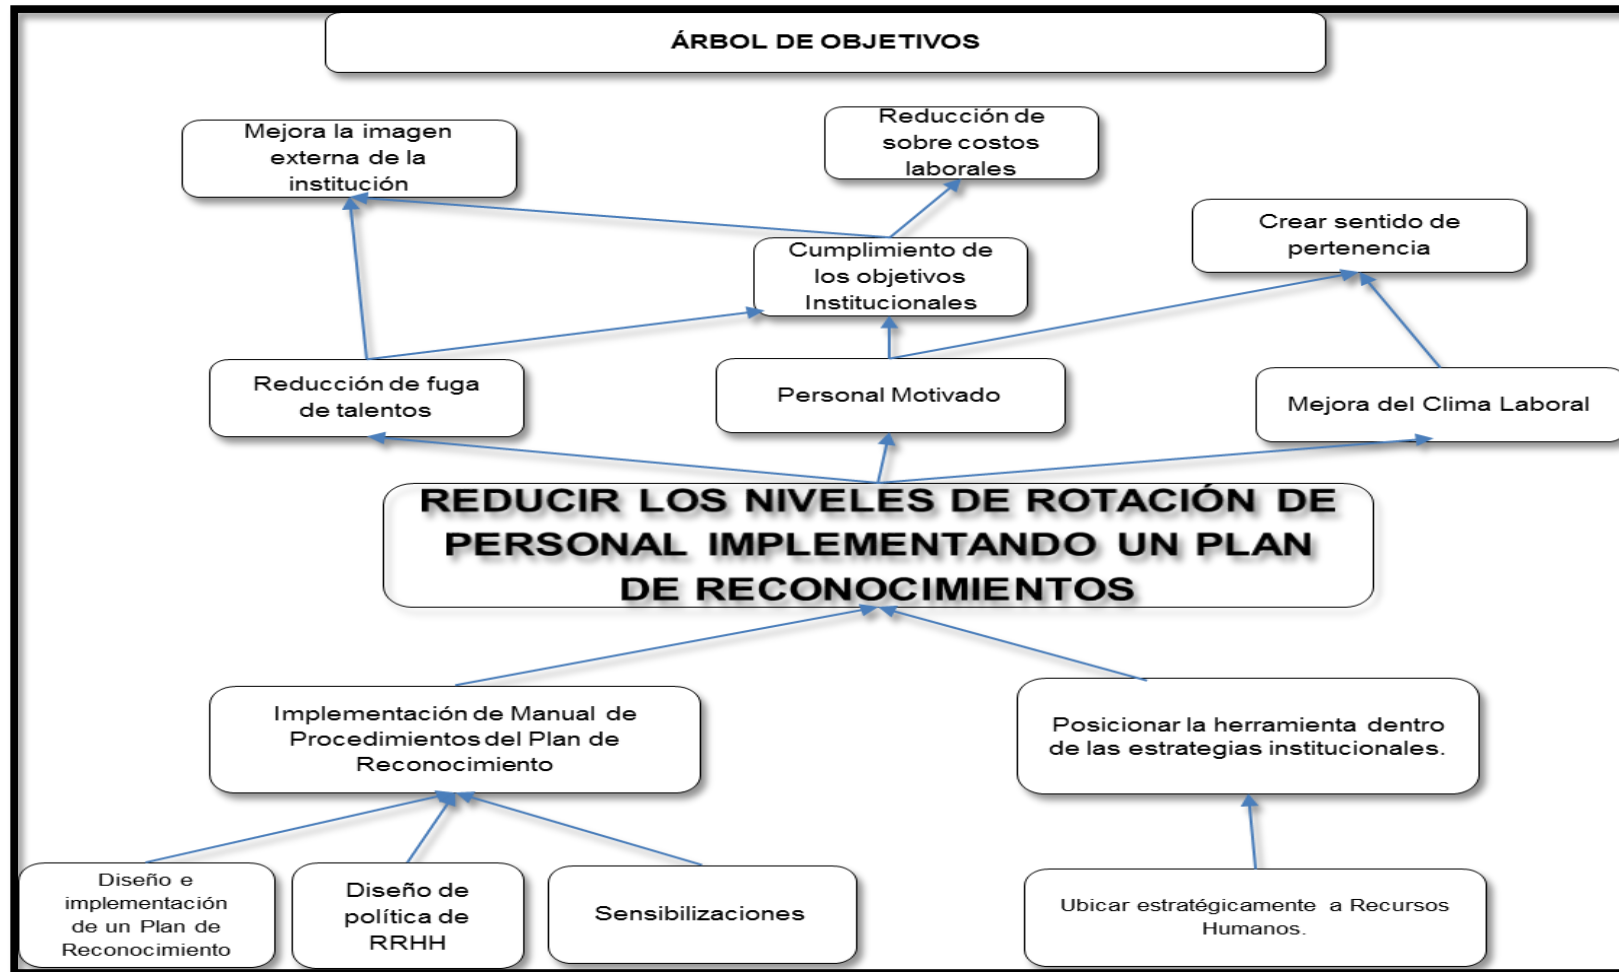 ÁRBOL DE OBJETIVOS
Mejora la imagen
externa de la
institución
Reducción de
sobre costos
laborales
Crear sentido de
pertenencia
Cumplimiento de
los objetivos
Institucionales
Reducción de fuga
de talentos
Personal Motivado
Mejora del Clima Laboral
REDUCIR LOS NIVELES DE ROTACIÓN DE
PERSONAL IMPLEMENTANDO UN PLAN
DE RECONOCIMIENTOS
Implementación de Manual de
Procedimientos del Plan de
Reconocimiento
Posicionar la herramienta dentro
de las estrategias institucionales.
Diseño e
implementación
de un Plan de
Reconocimiento
Diseño de
política de
RRHH
Sensibilizaciones
Ubicar estratégicamente a Recursos
Humanos.